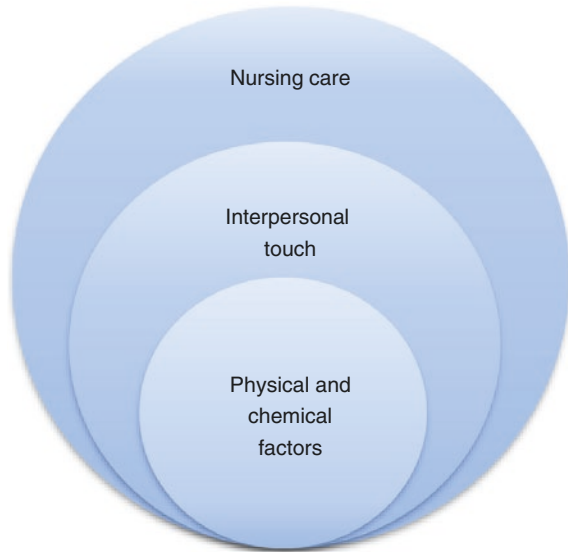 Nursing care
Interpersonal
touch
Physical and
chemical
factors